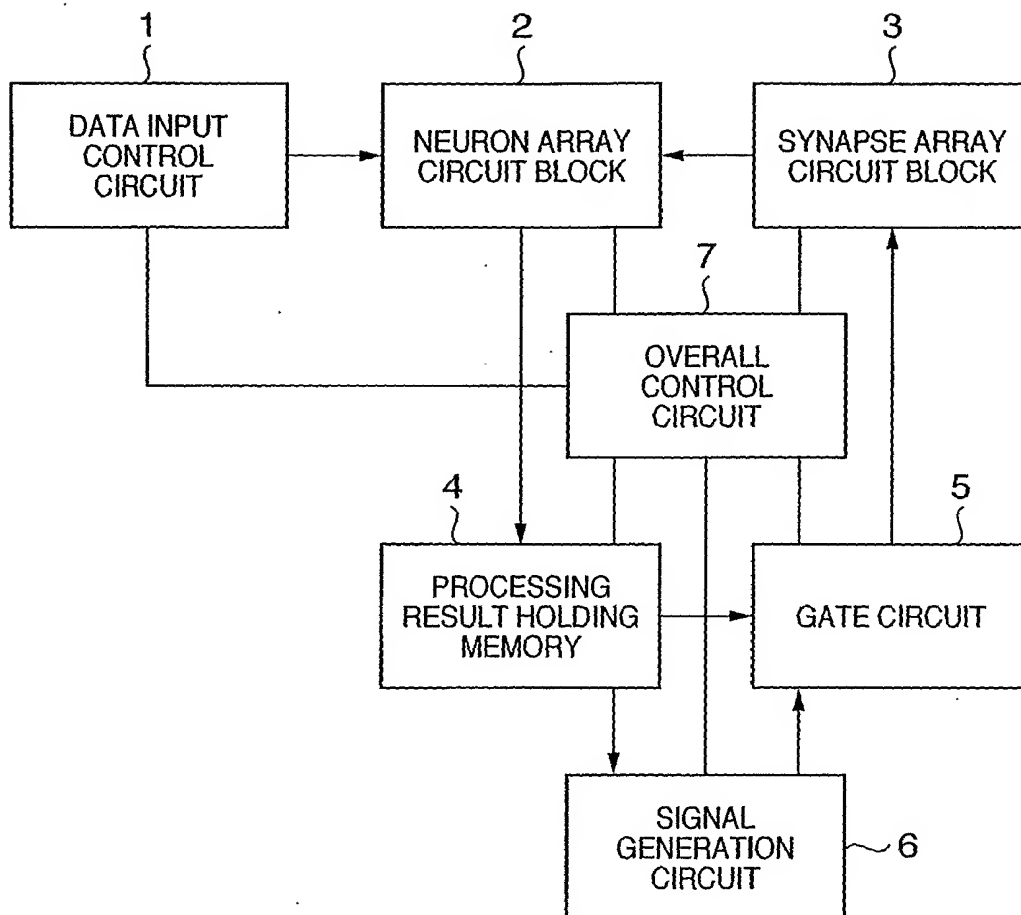 1
2
3
DATA INPUT
CONTROL
CIRCUIT
NEURON ARRAY
CIRCUIT BLOCK
SYNAPSE ARRAY
CIRCUIT BLOCK
7
OVERALL
CONTROL
CIRCUIT
4
5
PROCESSING
RESULT HOLDING
MEMORY
GATE CIRCUIT
SIGNAL
GENERATION
CIRCUIT
6